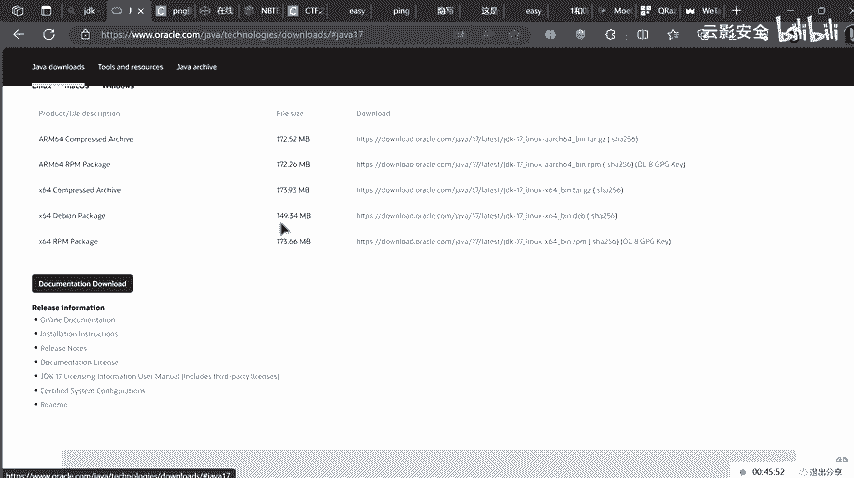 jdk
png
在线
NBT
CTF.
easy
ping
隐写
这是
easy
Moe
QRa
We
云影安全 bilibili
https://www.oracle.com/java/technologies/downloads/#java17
Java downloads Tools and resources Java archive
Linux macOS Windows
Product/file description File size Download
ARM64 Compressed Archive 172.52 MB https://download.oracle.com/java/17/latest/jdk-17_linux-aarch64_bin.tar.gz ( sha256)
ARM64 RPM Package 172.26 MB https://download.oracle.com/java/17/latest/jdk-17_linux-aarch64_bin.rpm ( sha256) (OL 8 GPG Key)
x64 Compressed Archive 173.93 MB https://download.oracle.com/java/17/latest/jdk-17_linux-x64_bin.tar.gz ( sha256)
x64 Debian Package 149.34 MB https://download.oracle.com/java/17/latest/jdk-17_linux-x64_bin.deb ( sha256)
x64 RPM Package 173.66 MB https://download.oracle.com/java/17/latest/jdk-17_linux-x64_bin.rpm ( sha256) (OL 8 GPG Key)
Documentation Download
Release information
• Online Documentation
• Installation Instructions
• Release Notes
• Documentation License
• JDK 17 Licensing Information User Manual (includes third-party licenses)
• Certified System Configurations
• Readme
https://www.oracle.com/java/technologies/downloads/#java17
00:45:52 退出分享